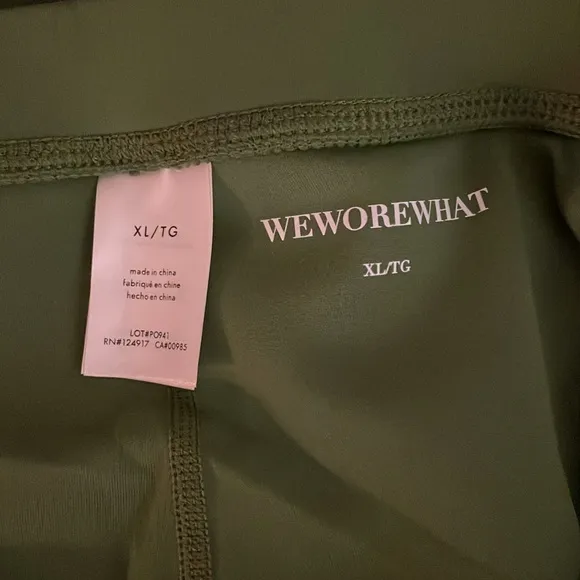 XL/TG
made in china
fabriqué en chine
hecho en china
LOT#P0941
RN#124917 CA#00985
WEWOREWHAT
XL/TG